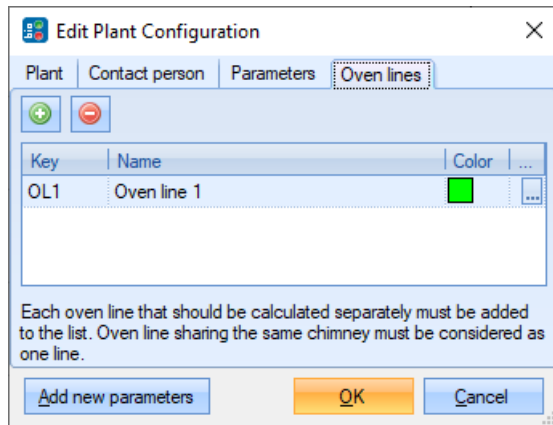 Edit Plant Configuration
Plant Contact person Parameters Oven lines
Key Name Color ...
OL1 Oven line 1 ...
Each oven line that should be calculated separately must be added
to the list. Oven line sharing the same chimney must be considered as
one line.
Add new parameters OK Cancel